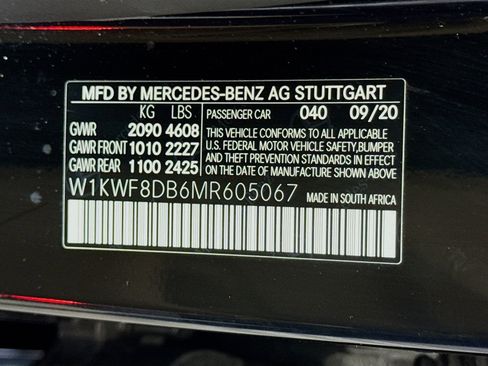 MFD BY MERCEDES-BENZ AG STUTTGART
KG LBS PASSENGER CAR 040 09/20
GVWR 2090 4608 THIS VEHICLE CONFORMS TO ALL APPLICABLE
GAWR FRONT 1010 2227 U.S. FEDERAL MOTOR VEHICLE SAFETY, BUMPER
GAWR REAR 1100 2425 AND THEFT PREVENTION STANDARDS IN EFFECT ON THE DATE OF MANUFACTURE SHOWN ABOVE.
W1KWF8DB6MR605067 MADE IN SOUTH AFRICA